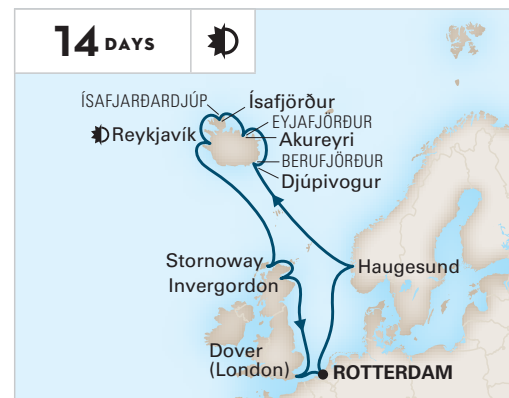 14 DAYS
ÍSAFJARÐARDJÚP
Ísafjörður
EYJAFJÖRÐUR
Reykjavík
Akureyri
BERUFJÖRÐUR
Djúpivogur
Stornoway
Haugesund
Invergordon
Dover
(London)
ROTTERDAM